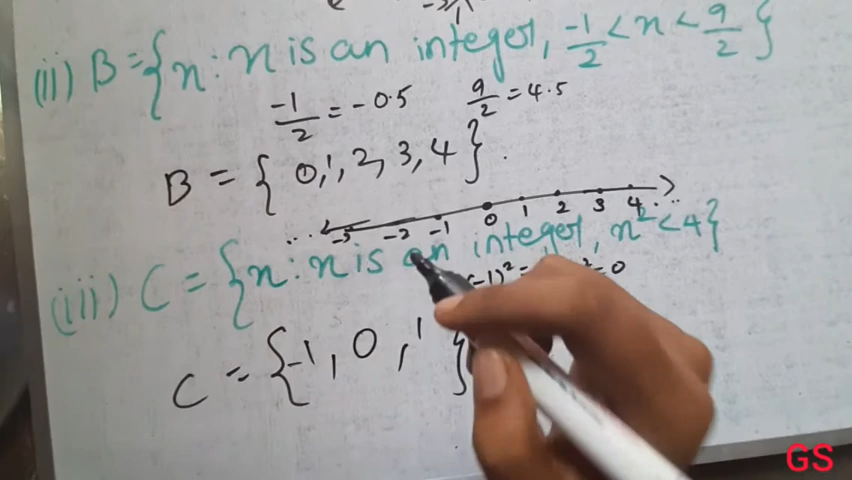 (ii) B = {x : x is an integer, -1/2 < x < 9/2}
-1/2 = -0.5 9/2 = 4.5
B = {0, 1, 2, 3, 4}.
... -3 -2 -1 0 1 2 3 4 ...
(iii) C = {x : x is an integer, x² < 4}
(-1)² = ² = 0
C = {-1, 0, 1}
GS